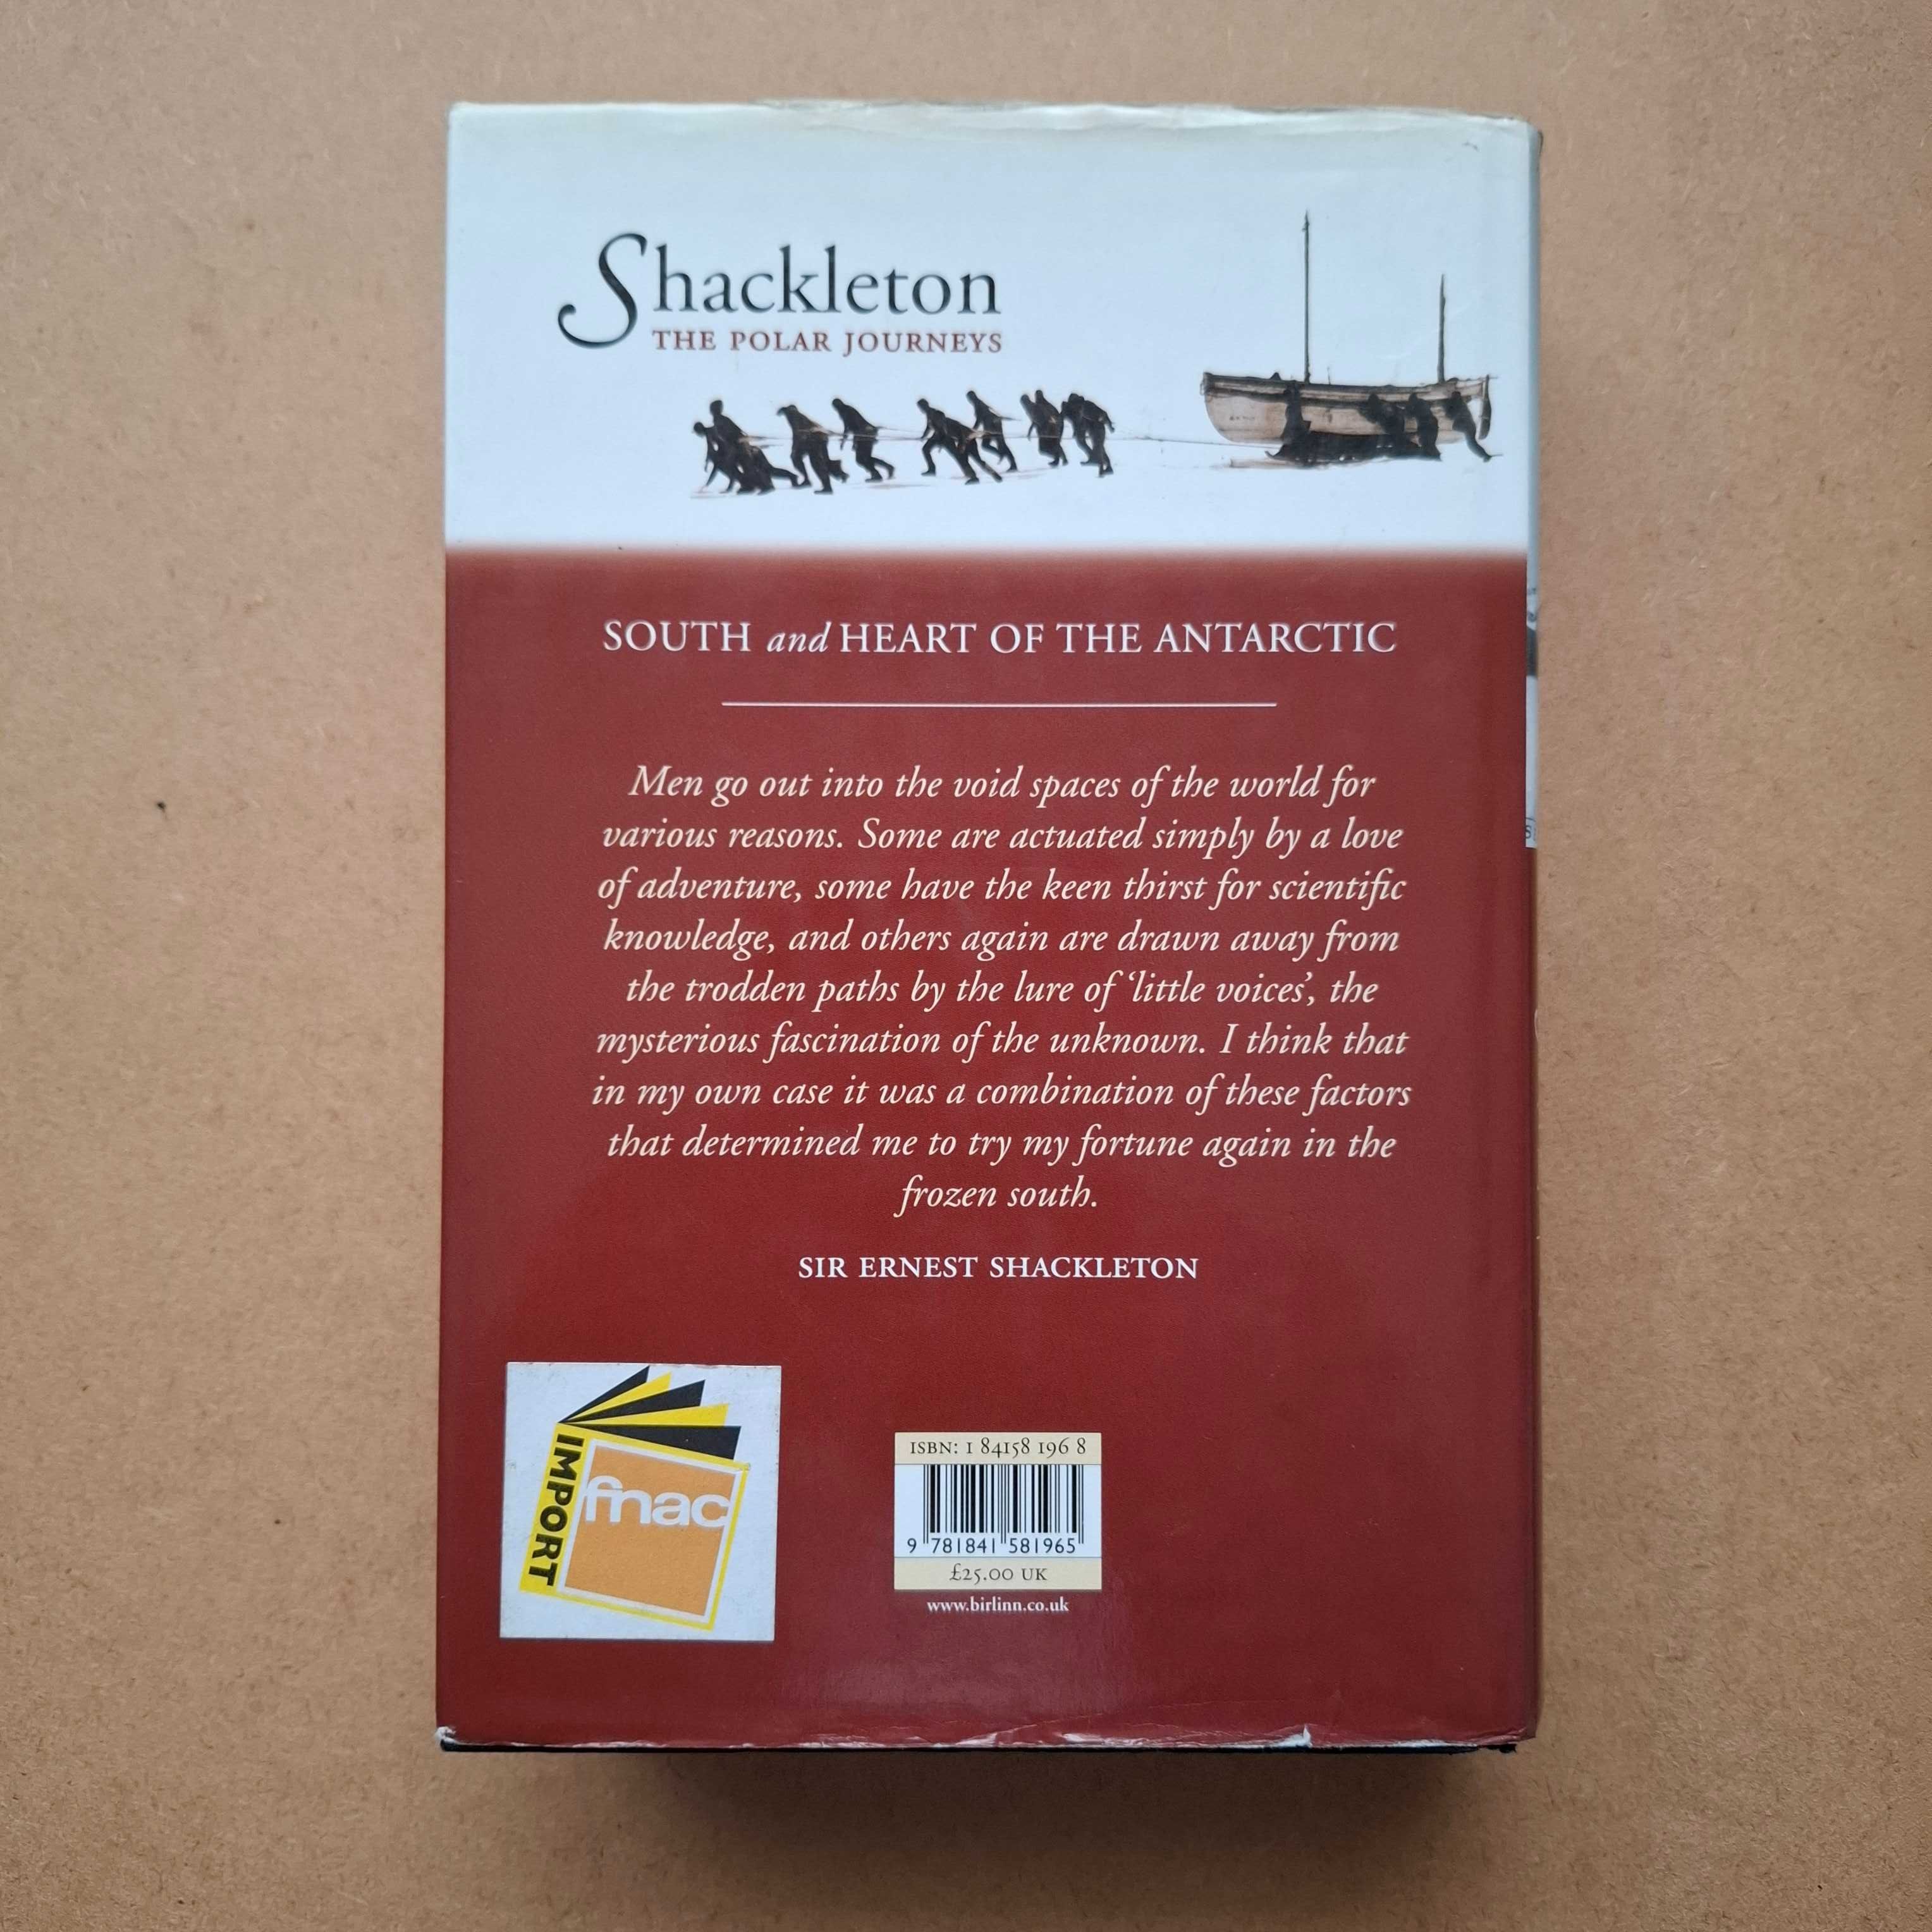 Shackleton
THE POLAR JOURNEYS
SOUTH and HEART OF THE ANTARCTIC
Men go out into the void spaces of the world for
various reasons. Some are actuated simply by a love
of adventure, some have the keen thirst for scientific
knowledge, and others again are drawn away from
the trodden paths by the lure of ‘little voices’, the
mysterious fascination of the unknown. I think that
in my own case it was a combination of these factors
that determined me to try my fortune again in the
frozen south.
SIR ERNEST SHACKLETON
IMPORT
fnac
ISBN: 1 84158 196 8
9 781841 581965
£25.00 UK
www.birlinn.co.uk